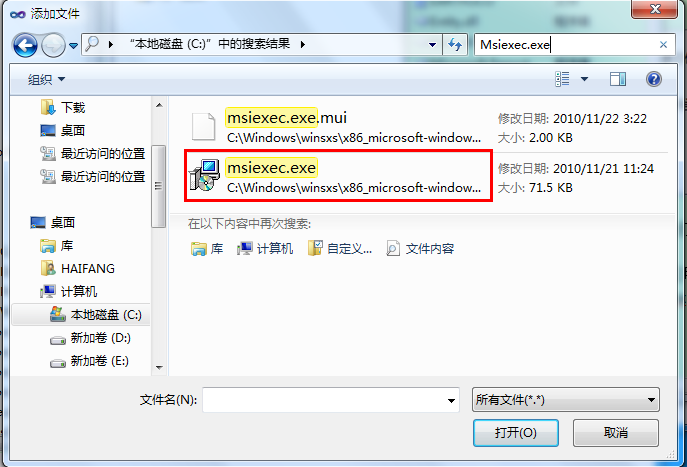 添加文件
“本地磁盘 (C:)”中的搜索结果
Msiexec.exe
组织
下载
桌面
最近访问的位置
最近访问的位置
桌面
库
HAIFANG
计算机
本地磁盘 (C:)
新加卷 (D:)
新加卷 (E:)
msiexec.exe.mui
C:\Windows\winsxs\x86_microsoft-window...
修改日期: 2010/11/22 3:22
大小: 2.00 KB
msiexec.exe
C:\Windows\winsxs\x86_microsoft-window...
修改日期: 2010/11/21 11:24
大小: 71.5 KB
在以下内容中再次搜索:
库 计算机 自定义... 文件内容
文件名(N):
所有文件(*.*)
打开(O) 取消